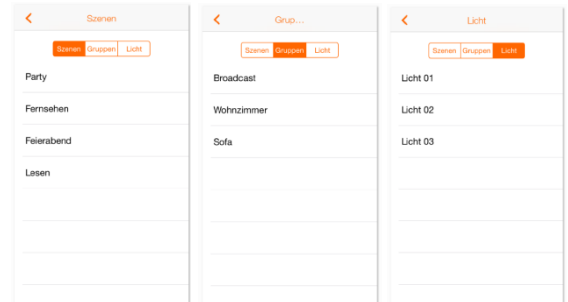 Szenen
Szenen Gruppen Licht
Party
Fernsehen
Feierabend
Lesen
Grup...
Szenen Gruppen Licht
Broadcast
Wohnzimmer
Sofa
Licht
Szenen Gruppen Licht
Licht 01
Licht 02
Licht 03